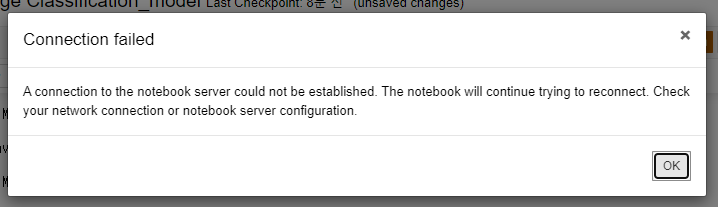 ge Classification_model Last Checkpoint: 8분 전 (unsaved changes)
Connection failed
×
A connection to the notebook server could not be established. The notebook will continue trying to reconnect. Check
your network connection or notebook server configuration.
OK